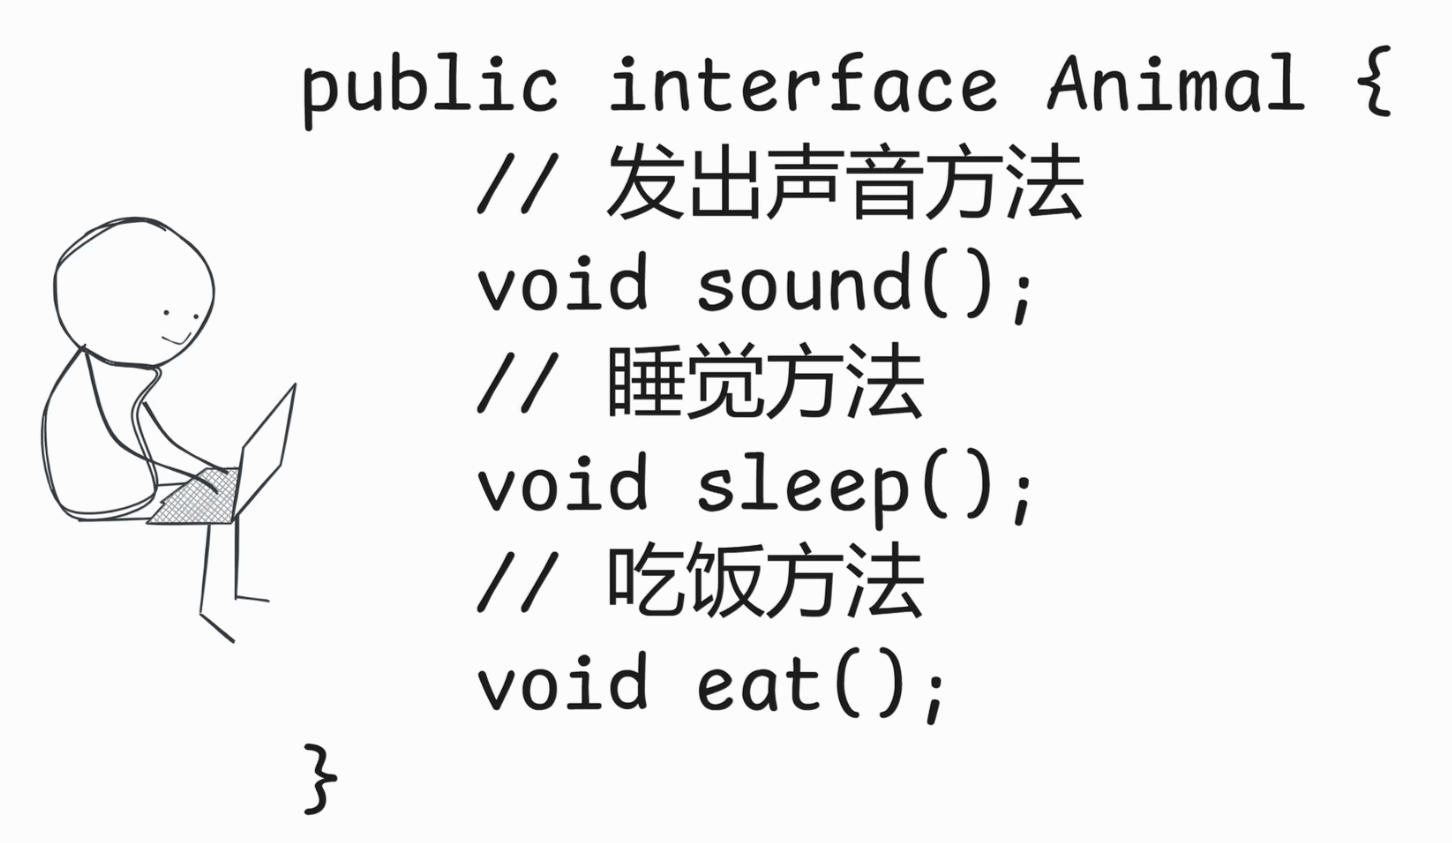 public interface Animal {
// 发出声音方法
void sound();
// 睡觉方法
void sleep();
// 吃饭方法
void eat();
}